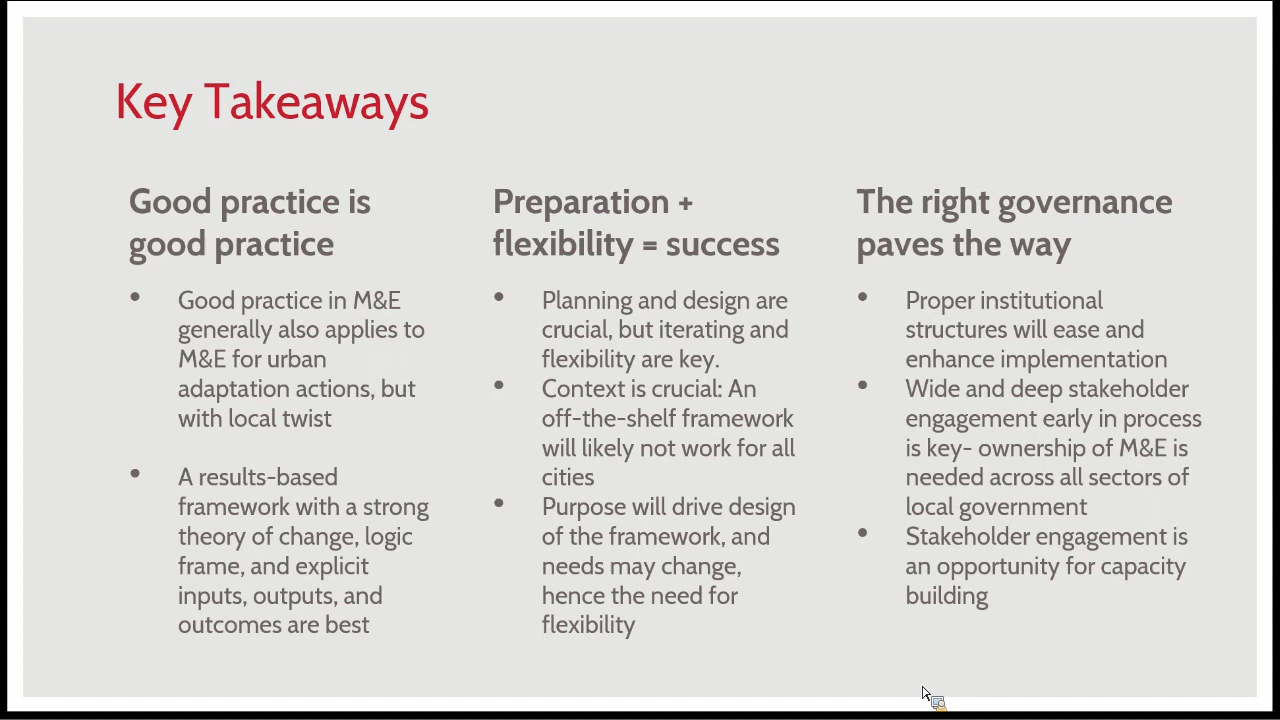 Key Takeaways
Good practice is
good practice
• Good practice in M&E
generally also applies to
M&E for urban
adaptation actions, but
with local twist
• A results-based
framework with a strong
theory of change, logic
frame, and explicit
inputs, outputs, and
outcomes are best
Preparation +
flexibility = success
• Planning and design are
crucial, but iterating and
flexibility are key.
• Context is crucial: An
off-the-shelf framework
will likely not work for all
cities
• Purpose will drive design
of the framework, and
needs may change,
hence the need for
flexibility
The right governance
paves the way
• Proper institutional
structures will ease and
enhance implementation
• Wide and deep stakeholder
engagement early in process
is key- ownership of M&E is
needed across all sectors of
local government
• Stakeholder engagement is
an opportunity for capacity
building